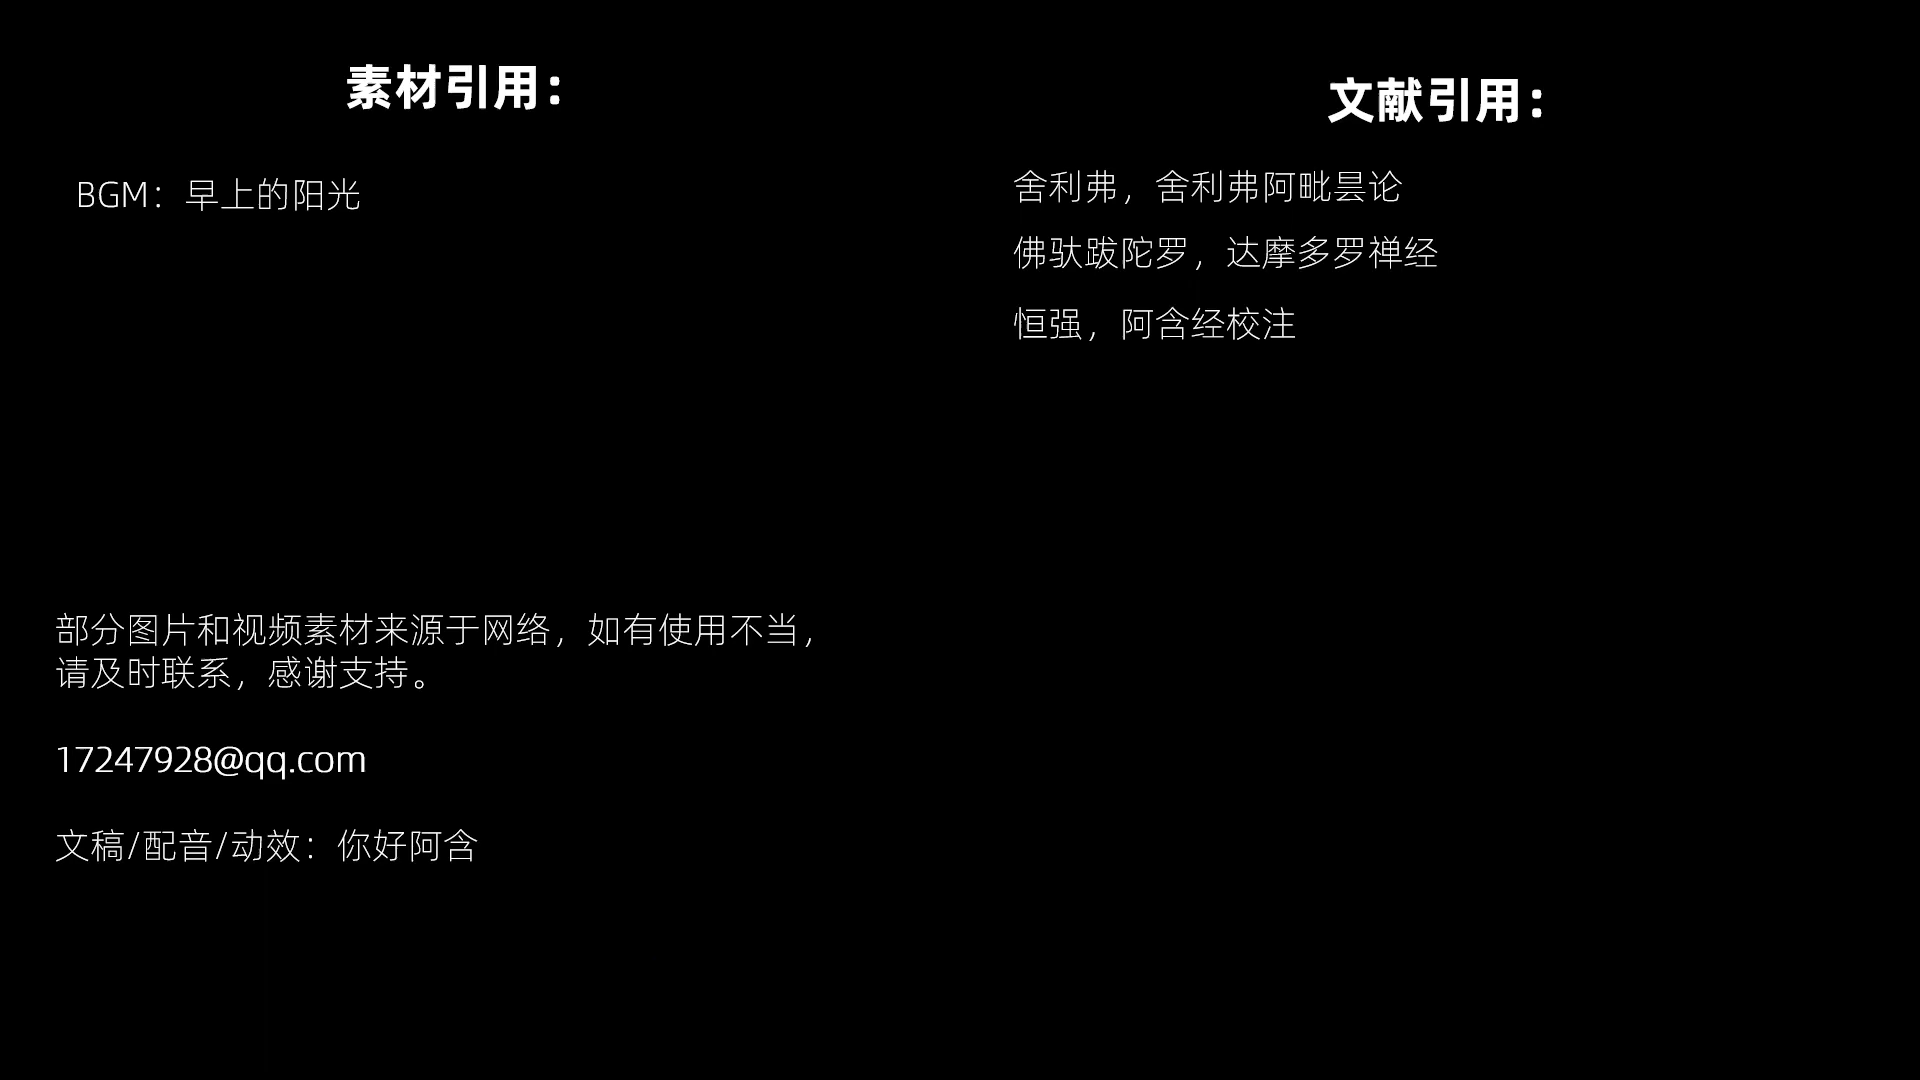 素材引用：
BGM：早上的阳光
部分图片和视频素材来源于网络，如有使用不当，
请及时联系，感谢支持。
17247928@qq.com
文稿/配音/动效：你好阿含
文献引用：
舍利弗，舍利弗阿毗昙论
佛驮跋陀罗，达摩多罗禅经
恒强，阿含经校注